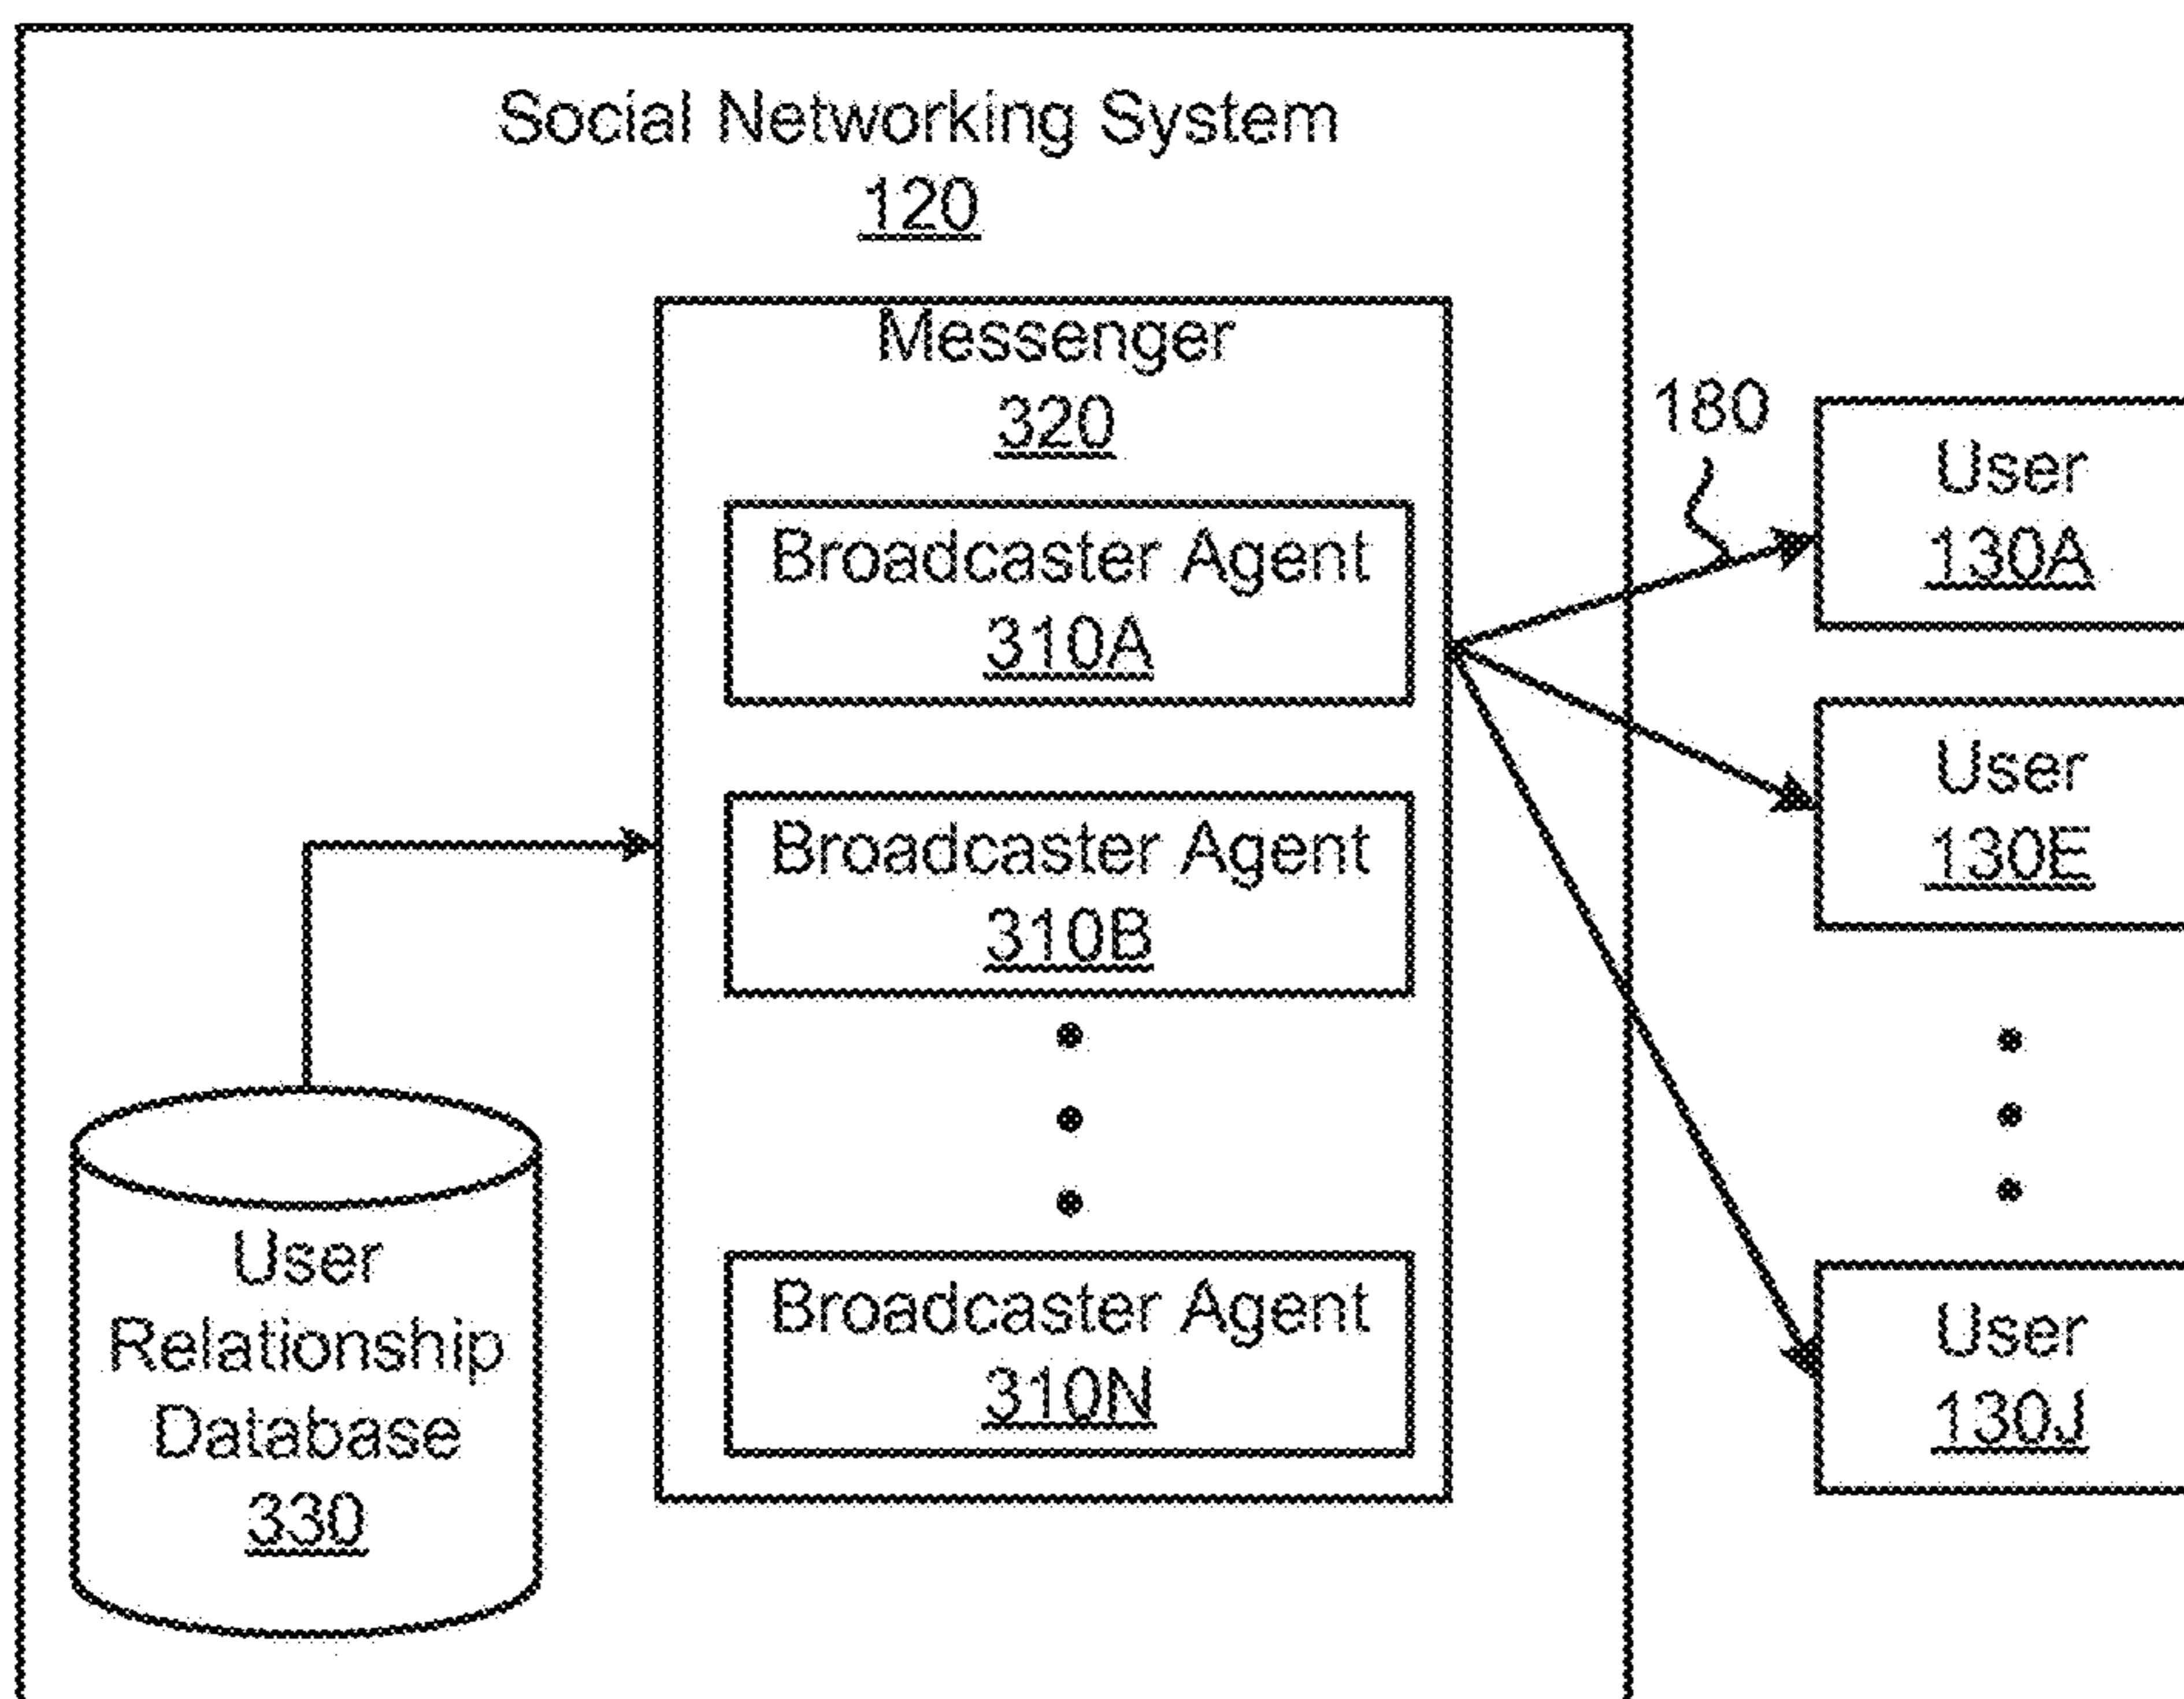 Social Networking System
120
Messenger
320
Broadcaster Agent
310A
Broadcaster Agent
310B
Broadcaster Agent
310N
User
Relationship
Database
330
180
User
130A
User
130E
User
130J